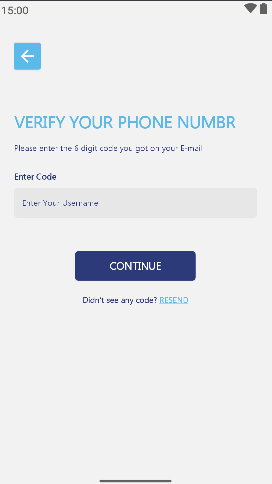 15:00
VERIFY YOUR PHONE NUMBR
Please enter the 6 digit code you got on your E-mail
Enter Code
Enter Your Username
CONTINUE
Didn't see any code? RESEND